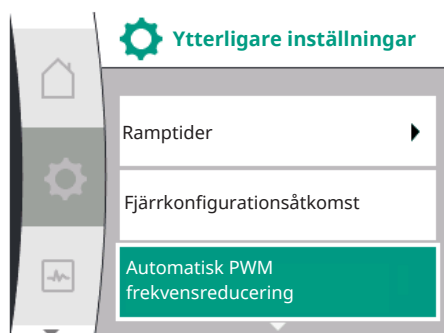 Ytterligare inställningar
Ramptider
Fjärrkonfigurationsåtkomst
Automatisk PWM
frekvensreducering